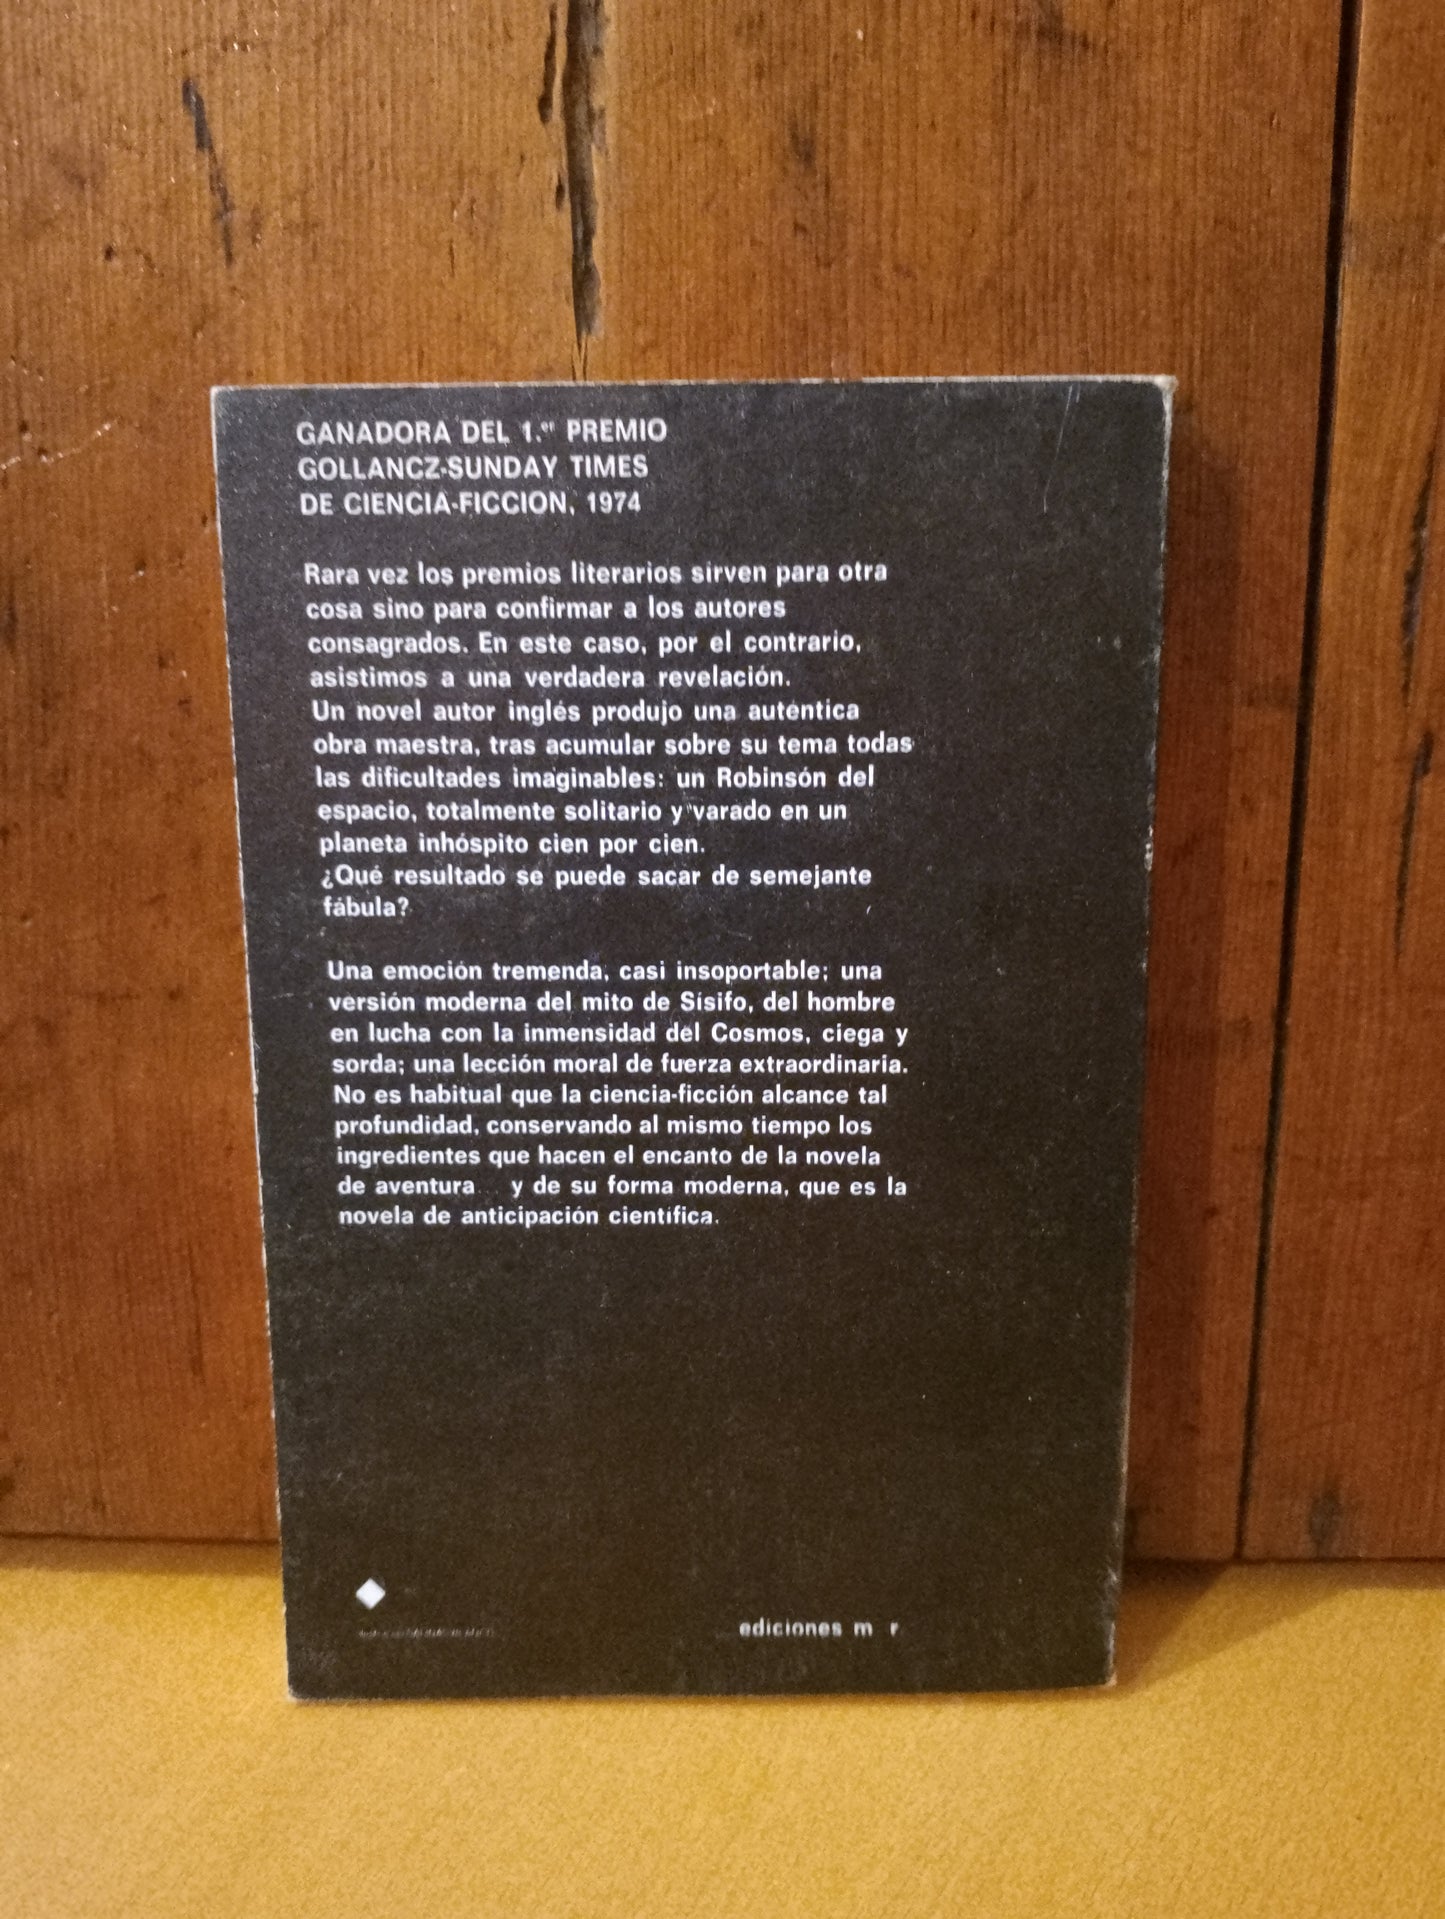 GANADORA DEL 1.er PREMIO
GOLLANCZ-SUNDAY TIMES
DE CIENCIA-FICCION, 1974
Rara vez los premios literarios sirven para otra
cosa sino para confirmar a los autores
consagrados. En este caso, por el contrario,
asistimos a una verdadera revelación.
Un novel autor inglés produjo una auténtica
obra maestra, tras acumular sobre su tema todas
las dificultades imaginables: un Robinsón del
espacio, totalmente solitario y varado en un
planeta inhóspito cien por cien.
¿Qué resultado se puede sacar de semejante
fábula?
Una emoción tremenda, casi insoportable; una
versión moderna del mito de Sísifo, del hombre
en lucha con la inmensidad del Cosmos, ciega y
sorda; una lección moral de fuerza extraordinaria.
No es habitual que la ciencia-ficción alcance tal
profundidad, conservando al mismo tiempo los
ingredientes que hacen el encanto de la novela
de aventura... y de su forma moderna, que es la
novela de anticipación científica.
ediciones m r